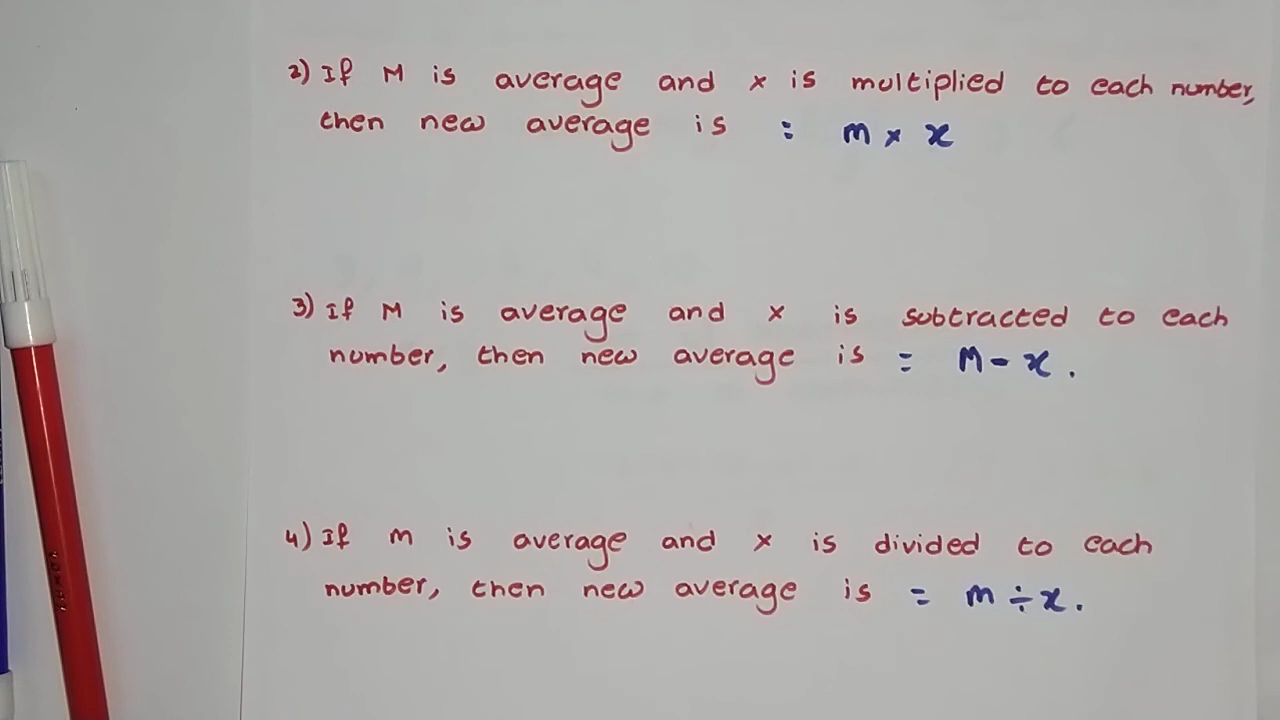 2) If M is average and x is multiplied to each number,
then new average is : m × x
3) If M is average and x is subtracted to each
number, then new average is = M - x.
4) If m is average and x is divided to each
number, then new average is = m ÷ x.